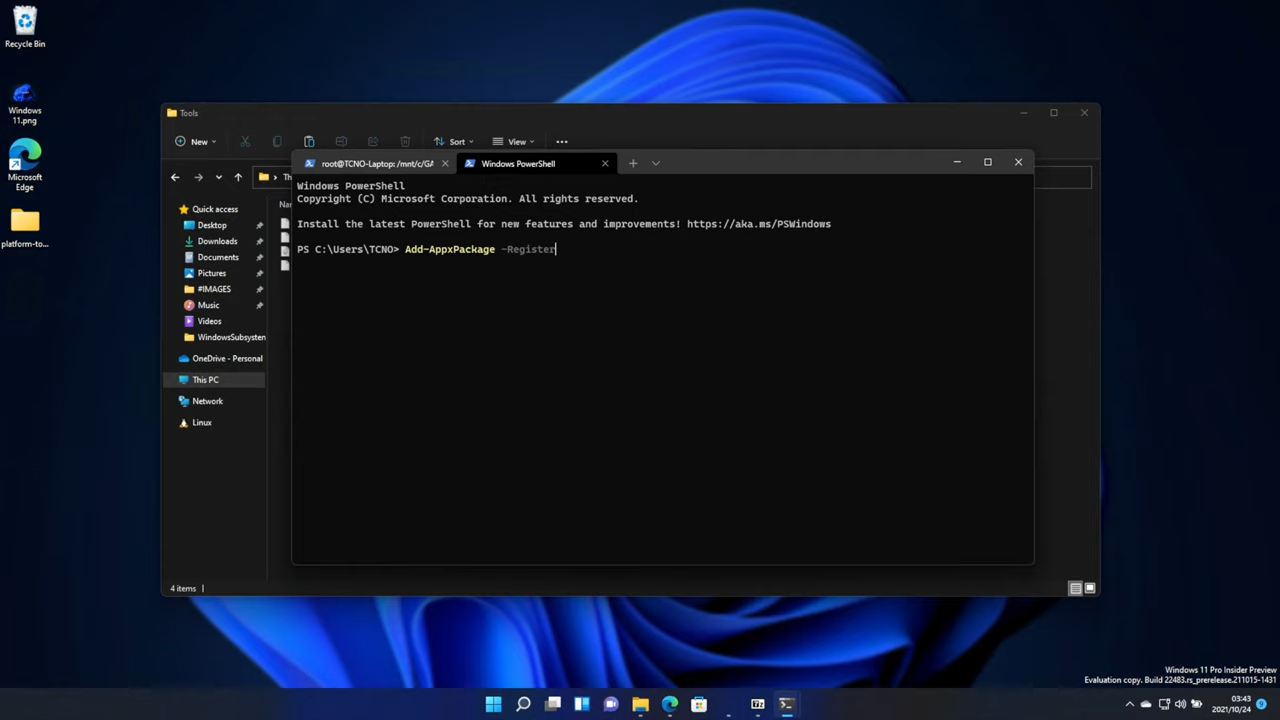 Recycle Bin
Windows
11.png
Microsoft
Edge
platform-to...
Tools
New
Sort
View
Th
Na
Quick access
Desktop
Downloads
Documents
Pictures
#IMAGES
Music
Videos
WindowsSubsystem
OneDrive - Personal
This PC
Network
Linux
4 items
root@TCNO-Laptop: /mnt/c/GA
Windows PowerShell
Windows PowerShell
Copyright (C) Microsoft Corporation. All rights reserved.
Install the latest PowerShell for new features and improvements! https://aka.ms/PSWindows
PS C:\Users\TCNO> Add-AppxPackage -Register
Windows 11 Pro Insider Preview
Evaluation copy. Build 22483.rs_prerelease.211015-1431
03:43
2021/10/24
9